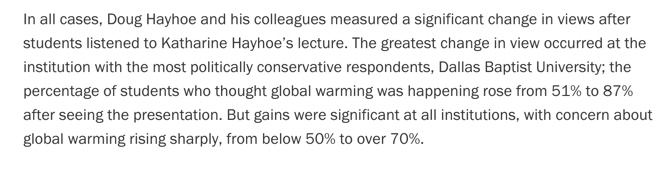 In all cases, Doug Hayhoe and his colleagues measured a significant change in views after
students listened to Katharine Hayhoe’s lecture. The greatest change in view occurred at the
institution with the most politically conservative respondents, Dallas Baptist University; the
percentage of students who thought global warming was happening rose from 51% to 87%
after seeing the presentation. But gains were significant at all institutions, with concern about
global warming rising sharply, from below 50% to over 70%.